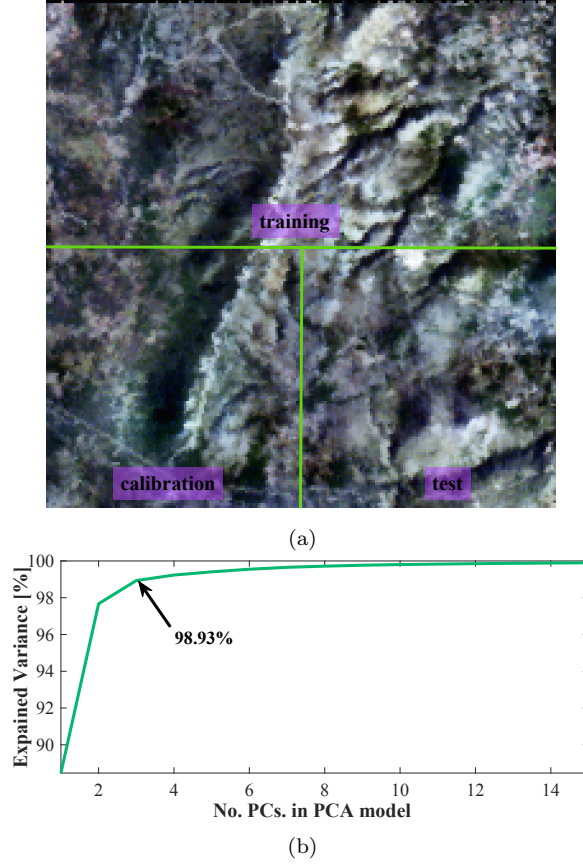 training
calibration test
(a)
100
98
96
94
92
90
Expained Variance [%]
98.93%
2 4 6 8 10 12 14
No. PCs. in PCA model
(b)